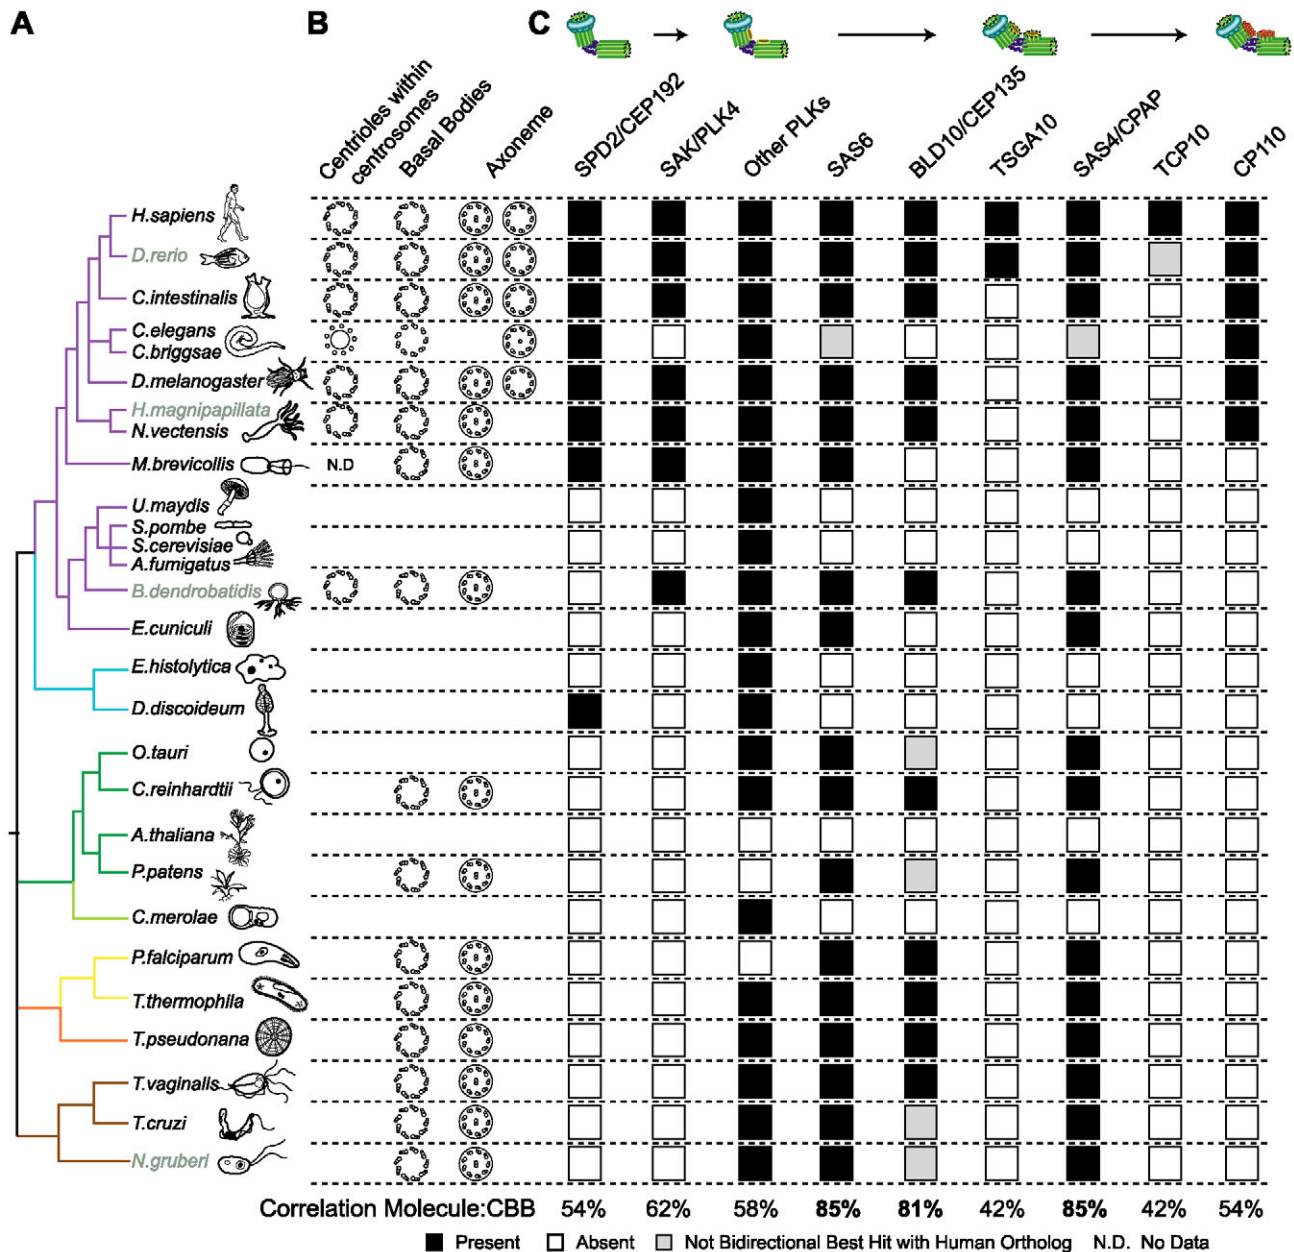 A
B
C
Centrioles within
centrosomes
Basal Bodies
Axoneme
SPD2/CEP192
SAK/PLK4
Other PLKs
SAS6
BLD10/CEP135
TSGA10
SAS4/CPAP
TCP10
CP110
H.sapiens
D.rerio
C.intestinalis
C.elegans
C.briggsae
D.melanogaster
H.magnipapillata
N.vectensis
M.brevicollis N.D
U.maydis
S.pombe
S.cerevisiae
A.fumigatus
B.dendrobatidis
E.cuniculi
E.histolytica
D.discoideum
O.tauri
C.reinhardtii
A.thaliana
P.patens
C.merolae
P.falciparum
T.thermophila
T.pseudonana
T.vaginalis
T.cruzi
N.gruberi
Correlation Molecule:CBB 54% 62% 58% 85% 81% 42% 85% 42% 54%
Present Absent Not Bidirectional Best Hit with Human Ortholog N.D. No Data